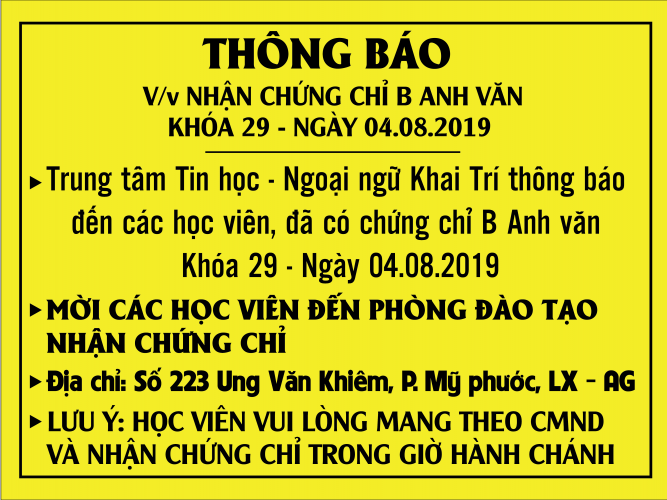 THÔNG BÁO
V/v NHẬN CHỨNG CHỈ B ANH VĂN
KHÓA 29 - NGÀY 04.08.2019
Trung tâm Tin học - Ngoại ngữ Khai Trí thông báo
đến các học viên, đã có chứng chỉ B Anh văn
Khóa 29 - Ngày 04.08.2019
MỜI CÁC HỌC VIÊN ĐẾN PHÒNG ĐÀO TẠO
NHẬN CHỨNG CHỈ
Địa chỉ: Số 223 Ung Văn Khiêm, P. Mỹ phước, LX - AG
LƯU Ý: HỌC VIÊN VUI LÒNG MANG THEO CMND
VÀ NHẬN CHỨNG CHỈ TRONG GIỜ HÀNH CHÁNH